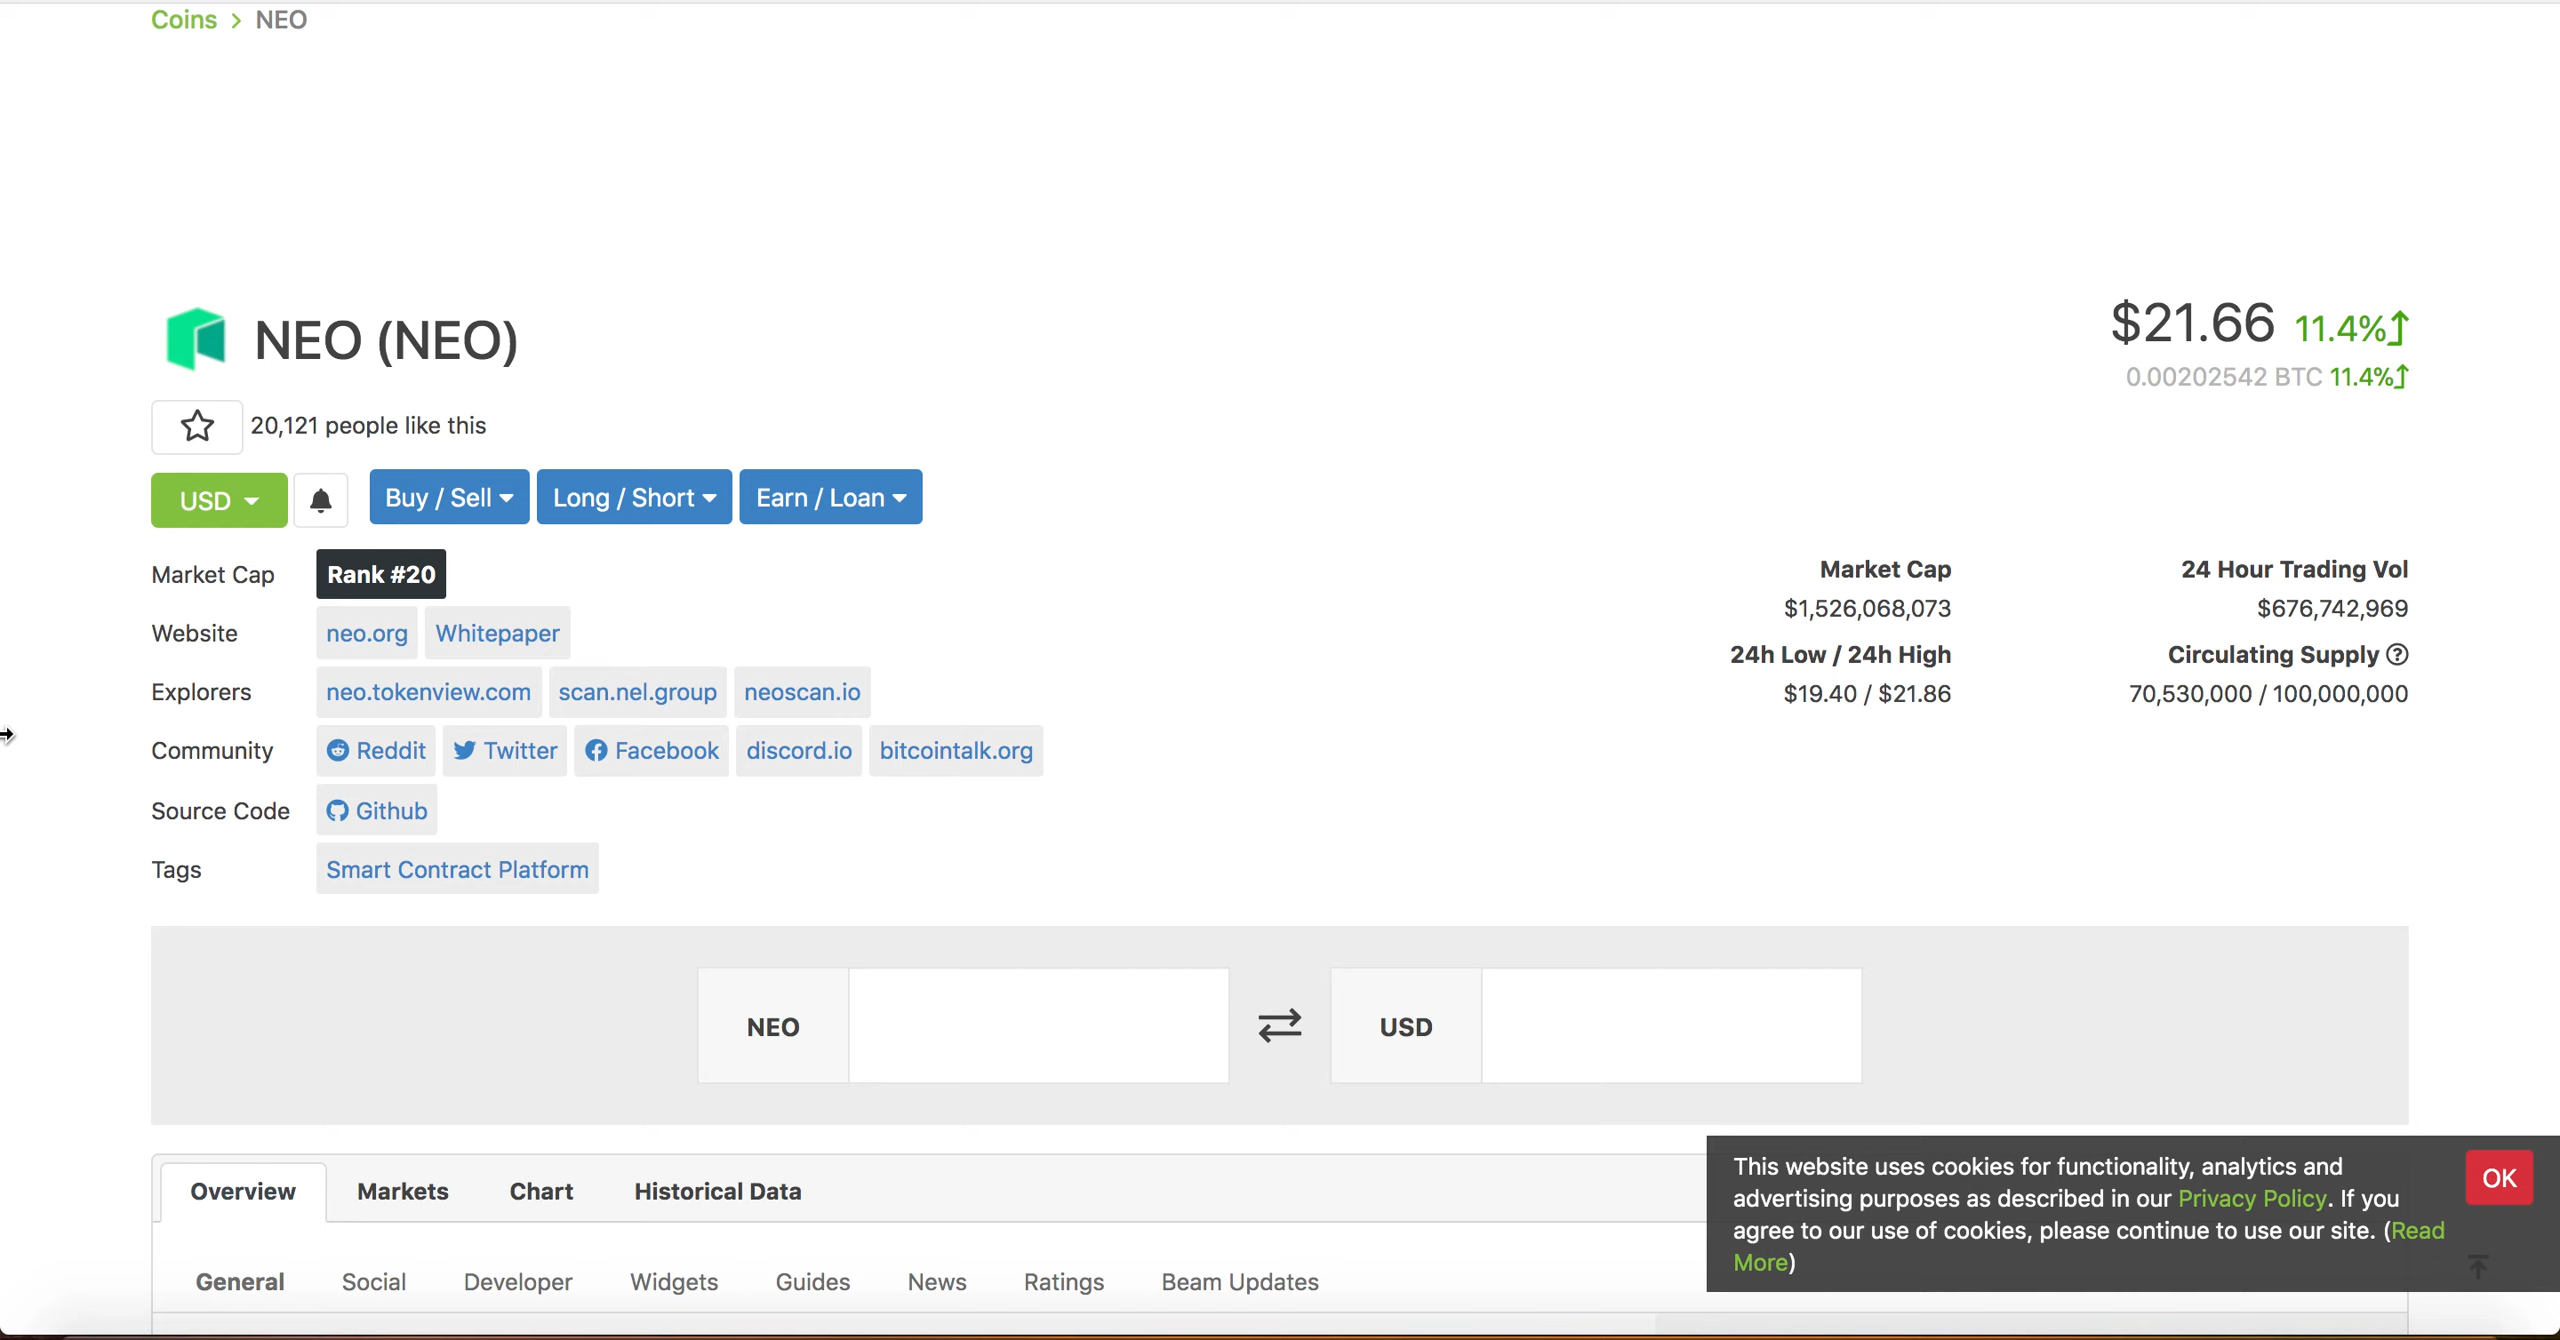 Coins > NEO
NEO (NEO)
$21.66 11.4%
0.00202542 BTC 11.4%
20,121 people like this
USD
Buy / Sell
Long / Short
Earn / Loan
Market Cap Rank #20
Website neo.org Whitepaper
Explorers neo.tokenview.com scan.nel.group neoscan.io
Community Reddit Twitter Facebook discord.io bitcointalk.org
Source Code Github
Tags Smart Contract Platform
Market Cap
$1,526,068,073
24 Hour Trading Vol
$676,742,969
24h Low / 24h High
$19.40 / $21.86
Circulating Supply ?
70,530,000 / 100,000,000
NEO
USD
Overview Markets Chart Historical Data
General Social Developer Widgets Guides News Ratings Beam Updates
This website uses cookies for functionality, analytics and
advertising purposes as described in our Privacy Policy. If you
agree to our use of cookies, please continue to use our site. (Read
More)
OK